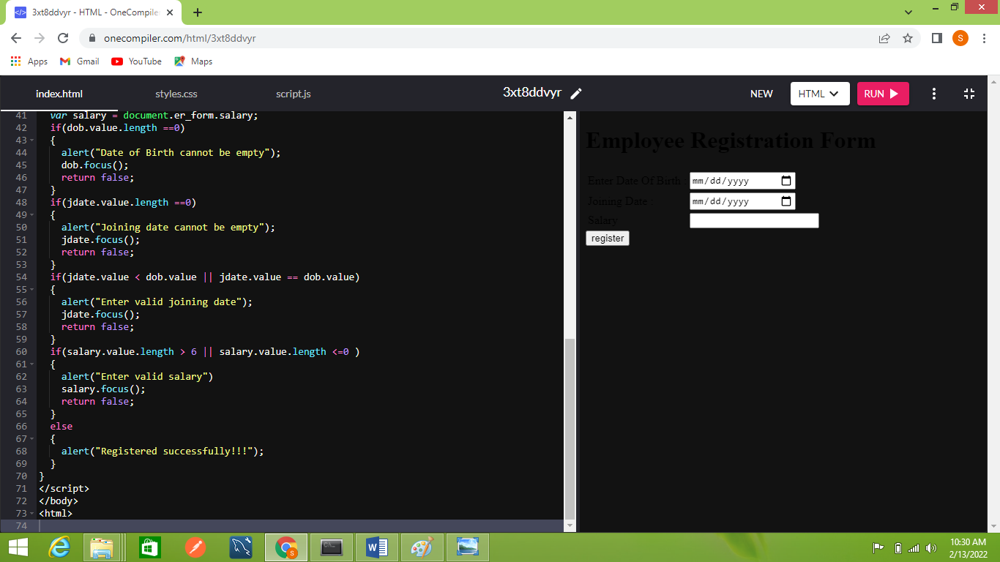 3xt8ddvyr - HTML - OneCompile
onecompiler.com/html/3xt8ddvyr
S
Apps Gmail YouTube Maps
index.html styles.css script.js 3xt8ddvyr NEW HTML RUN
41 var salary = document.er_form.salary;
42 if(dob.value.length ==0)
43 {
44 alert("Date of Birth cannot be empty");
45 dob.focus();
46 return false;
47 }
48 if(jdate.value.length ==0)
49 {
50 alert("Joining date cannot be empty");
51 jdate.focus();
52 return false;
53 }
54 if(jdate.value < dob.value || jdate.value == dob.value)
55 {
56 alert("Enter valid joining date");
57 jdate.focus();
58 return false;
59 }
60 if(salary.value.length > 6 || salary.value.length <=0 )
61 {
62 alert("Enter valid salary")
63 salary.focus();
64 return false;
65 }
66 else
67 {
68 alert("Registered successfully!!!");
69 }
70 }
71 </script>
72 </body>
73 <html>
74
Employee Registration Form
Enter Date Of Birth : mm/dd/yyyy
Joining Date : mm/dd/yyyy
Salary
register
10:30 AM
2/13/2022